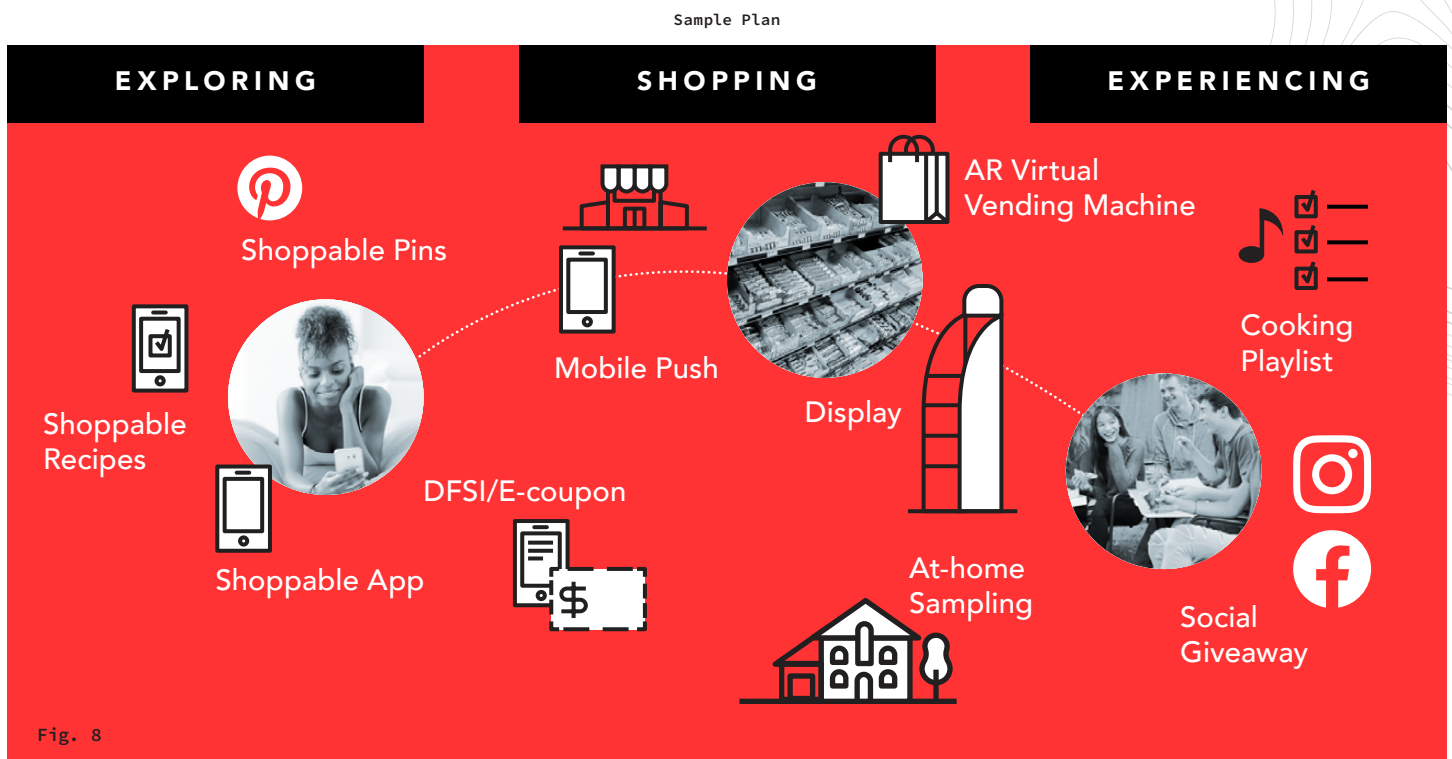 Sample Plan
EXPLORING
SHOPPING
EXPERIENCING
Shoppable Pins
Shoppable
Recipes
Shoppable App
DFSI/E-coupon
$
Mobile Push
AR Virtual
Vending Machine
Display
At-home
Sampling
Cooking
Playlist
Social
Giveaway
Fig. 8